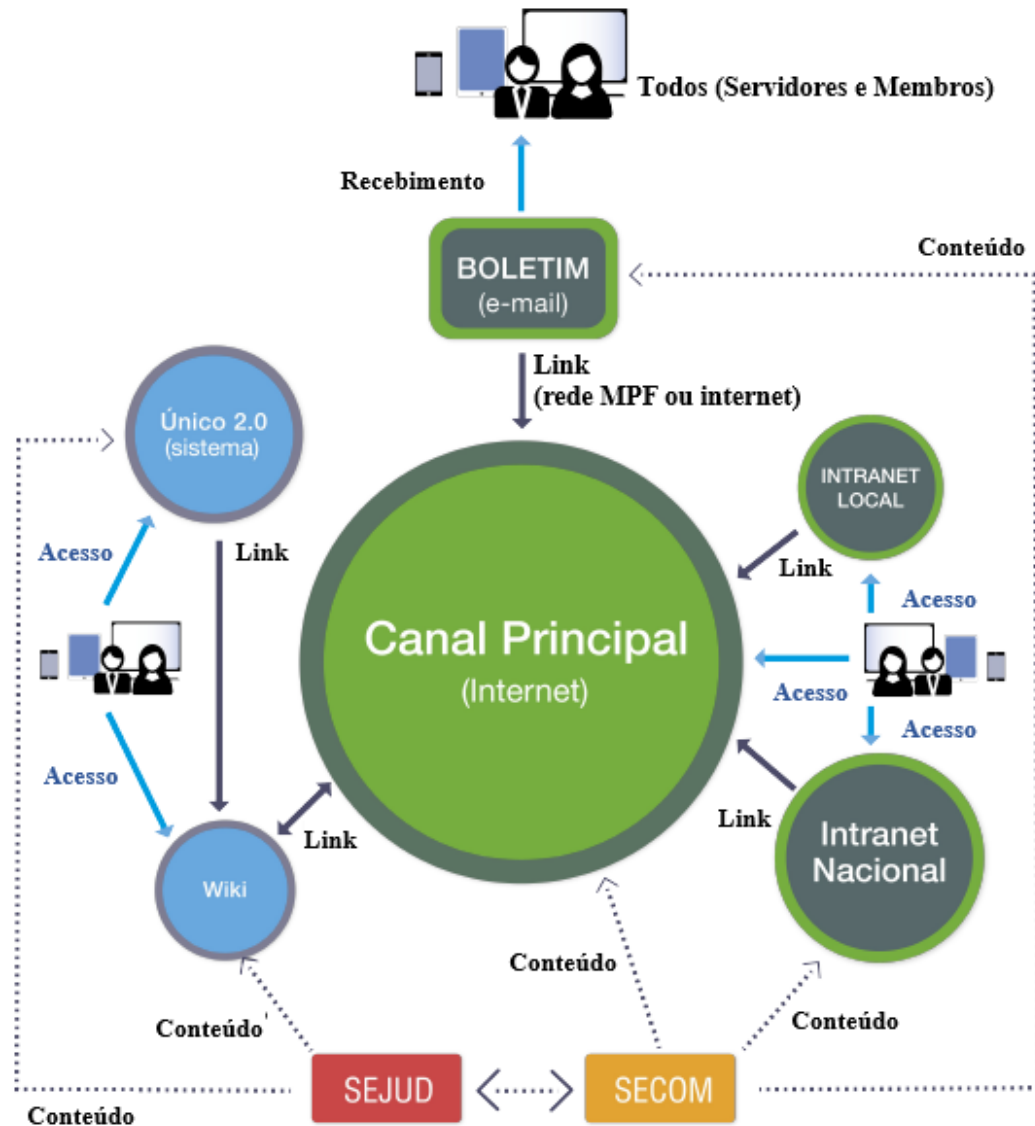 Todos (Servidores e Membros)
Recebimento
BOLETIM
(e-mail)
Conteúdo
Link
(rede MPF ou internet)
Único 2.0
(sistema)
INTRANET
LOCAL
Acesso
Link
Link
Acesso
Canal Principal
(Internet)
Acesso
Acesso
Acesso
Link
Link
Intranet
Nacional
Wiki
Conteúdo
Conteúdo
Conteúdo
SEJUD
SECOM
Conteúdo